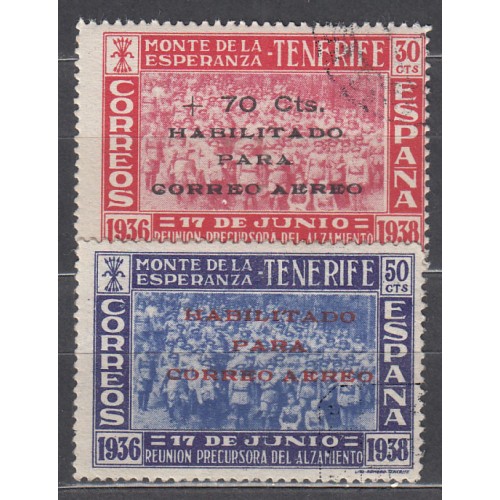 MONTE DE LA
ESPERANZA - TENERIFE
30
CTS
CORREOS
ESPAÑA
+ 70 Cts.
HABILITADO
PARA
CORREO AEREO
1936 = 17 DE JUNIO = 1938
REUNION PRECURSORA DEL ALZAMIENTO
MONTE DE LA
ESPERANZA - TENERIFE
50
CTS
CORREOS
ESPAÑA
HABILITADO
PARA
CORREO AEREO
1936 = 17 DE JUNIO = 1938
REUNION PRECURSORA DEL ALZAMIENTO